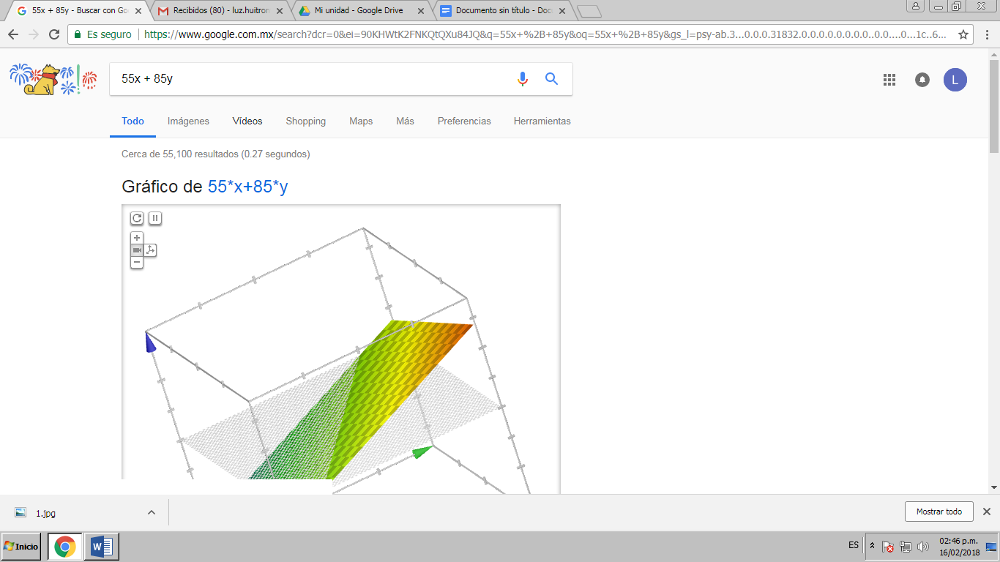 55x + 85y - Buscar con Go
Recibidos (80) - luz.huitron
Mi unidad - Google Drive
Documento sin título - Doc
Es seguro
https://www.google.com.mx/search?dcr=0&ei=90KHWtK2FNKQtQXu84JQ&q=55x+%2B+85y&oq=55x+%2B+85y&gs_l=psy-ab.3...0.0.0.31832.0.0.0.0.0.0.0.0..0.0....0...1c..6...
55x + 85y
L
Todo
Imágenes
Vídeos
Shopping
Maps
Más
Preferencias
Herramientas
Cerca de 55,100 resultados (0.27 segundos)
Gráfico de 55*x+85*y
1.jpg
Mostrar todo
Inicio
ES
02:46 p.m.
16/02/2018